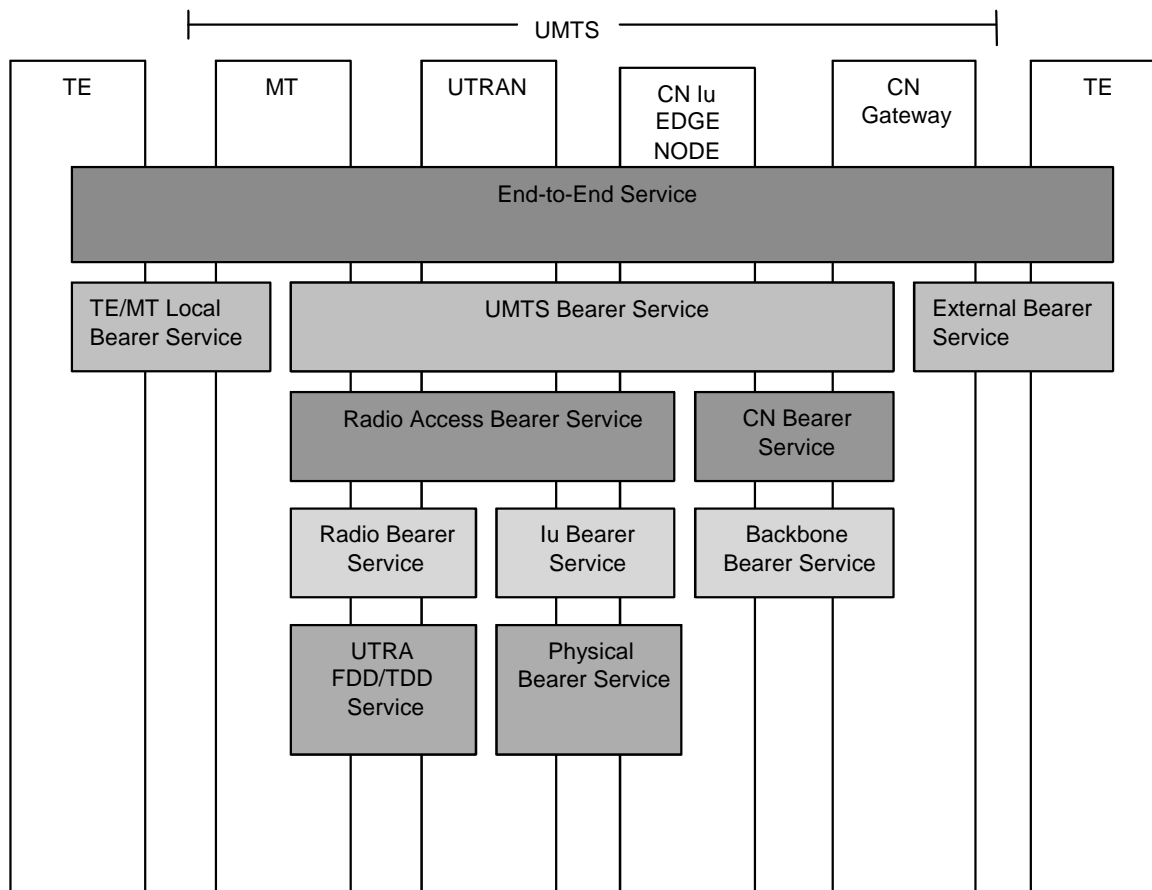 UMTS
TE
MT
UTRAN
CN Iu
EDGE
NODE
CN
Gateway
TE
End-to-End Service
TE/MT Local
Bearer Service
UMTS Bearer Service
External Bearer
Service
Radio Access Bearer Service
CN Bearer
Service
Radio Bearer
Service
Iu Bearer
Service
Backbone
Bearer Service
UTRA
FDD/TDD
Service
Physical
Bearer Service